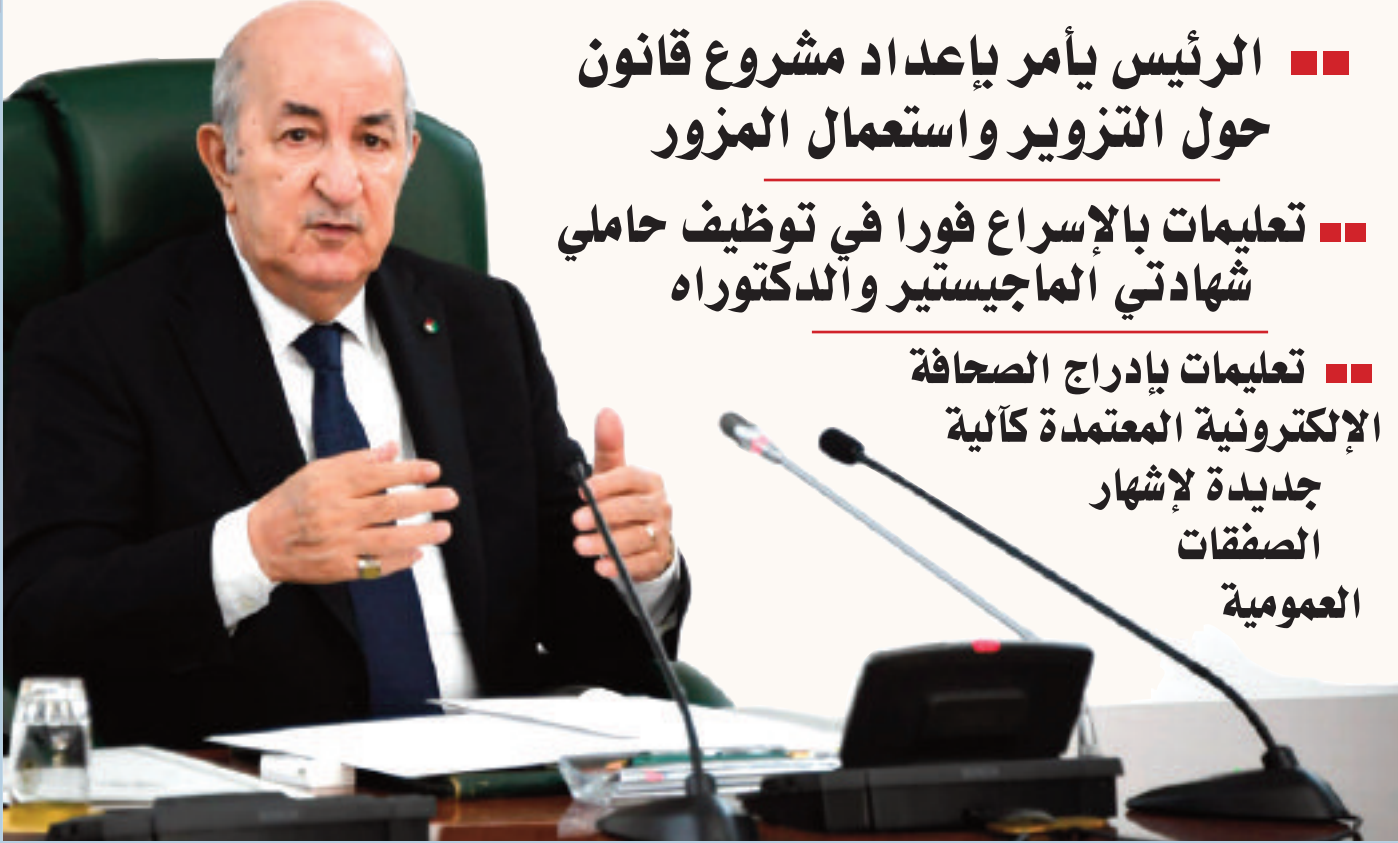 الرئيس يأمر بإعداد مشروع قانون
حول التزوير واستعمال المزور
تعليمات بالإسراع فورا في توظيف حاملي
شهادتي الماجيستير والدكتوراه
تعليمات بإدراج الصحافة
الإلكترونية المعتمدة كآلية
جديدة لإشهار
الصفقات
العمومية